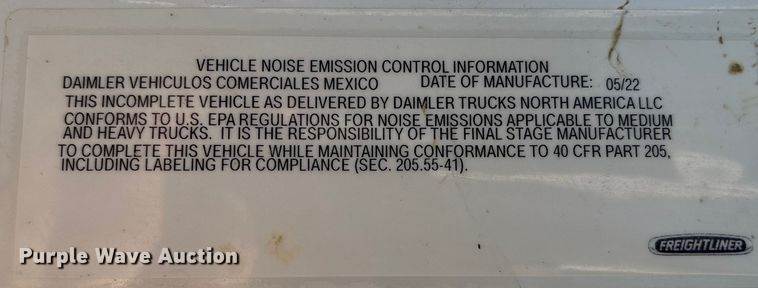 VEHICLE NOISE EMISSION CONTROL INFORMATION
DAIMLER VEHICULOS COMERCIALES MEXICO DATE OF MANUFACTURE: 05/22
THIS INCOMPLETE VEHICLE AS DELIVERED BY DAIMLER TRUCKS NORTH AMERICA LLC
CONFORMS TO U.S. EPA REGULATIONS FOR NOISE EMISSIONS APPLICABLE TO MEDIUM
AND HEAVY TRUCKS. IT IS THE RESPONSIBILITY OF THE FINAL STAGE MANUFACTURER
TO COMPLETE THIS VEHICLE WHILE MAINTAINING CONFORMANCE TO 40 CFR PART 205,
INCLUDING LABELING FOR COMPLIANCE (SEC. 205.55-41).
FREIGHTLINER
Purple Wave Auction